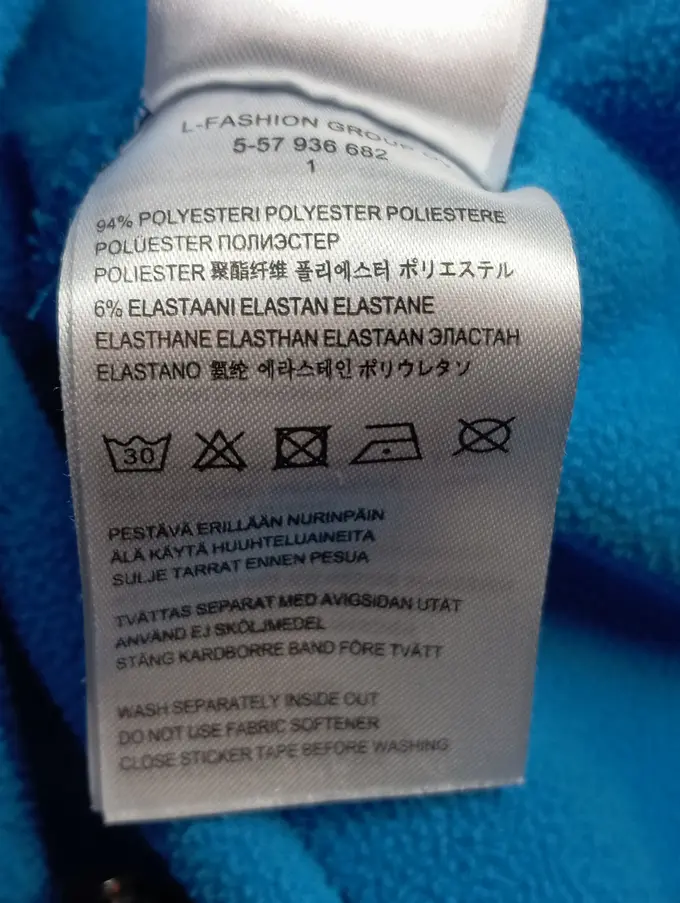 L-FASHION GROUP
5-57 936 682
1
94% POLYESTERI POLYESTER POLIESTERE
POLÜESTER ПОЛИЭСТЕР
POLIESTER 聚酯纤维 폴리에스터 ポリエステル
6% ELASTAANI ELASTAN ELASTANE
ELASTHANE ELASTHAN ELASTAAN ЭЛАСТАН
ELASTANO 氨纶 에라스테인 ポリウレタソ
30
PESTÄVÄ ERILLÄÄN NURINPÄIN
ÄLÄ KÄYTÄ HUUHTELUAINEITA
SULJE TARRAT ENNEN PESUA
TVÄTTAS SEPARAT MED AVIGSIDAN UTÅT
ANVÄND EJ SKÖLJMEDEL
STÄNG KARDBORRE BAND FÖRE TVÄTT
WASH SEPARATELY INSIDE OUT
DO NOT USE FABRIC SOFTENER
CLOSE STICKER TAPE BEFORE WASHING